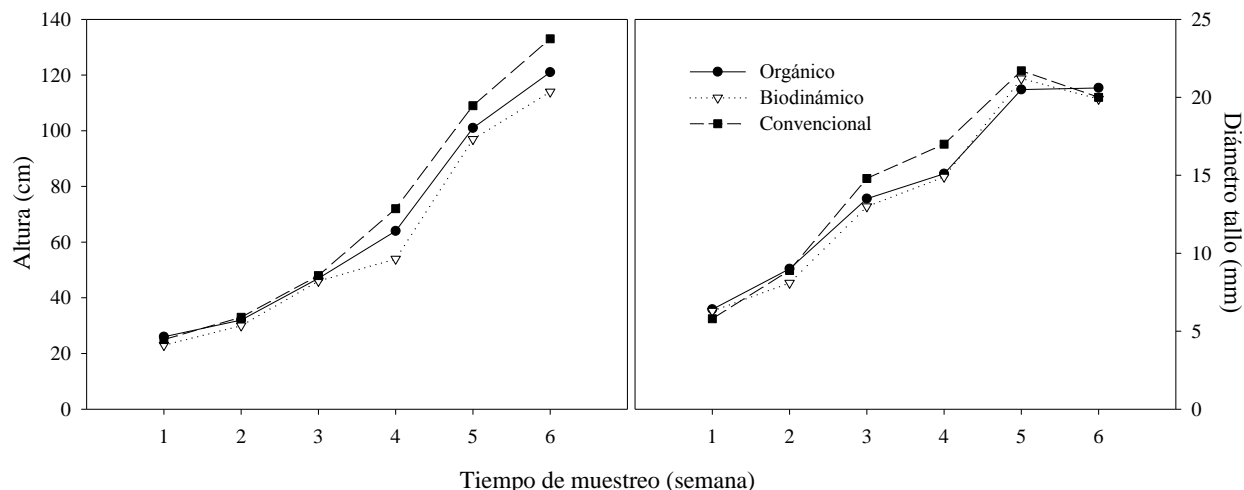 Altura (cm)
140
120
100
80
60
40
20
0
1 2 3 4 5 6
Orgánico
Biodinámico
Convencional
25
20
15
10
5
0
Diámetro tallo (mm)
1 2 3 4 5 6
Tiempo de muestreo (semana)